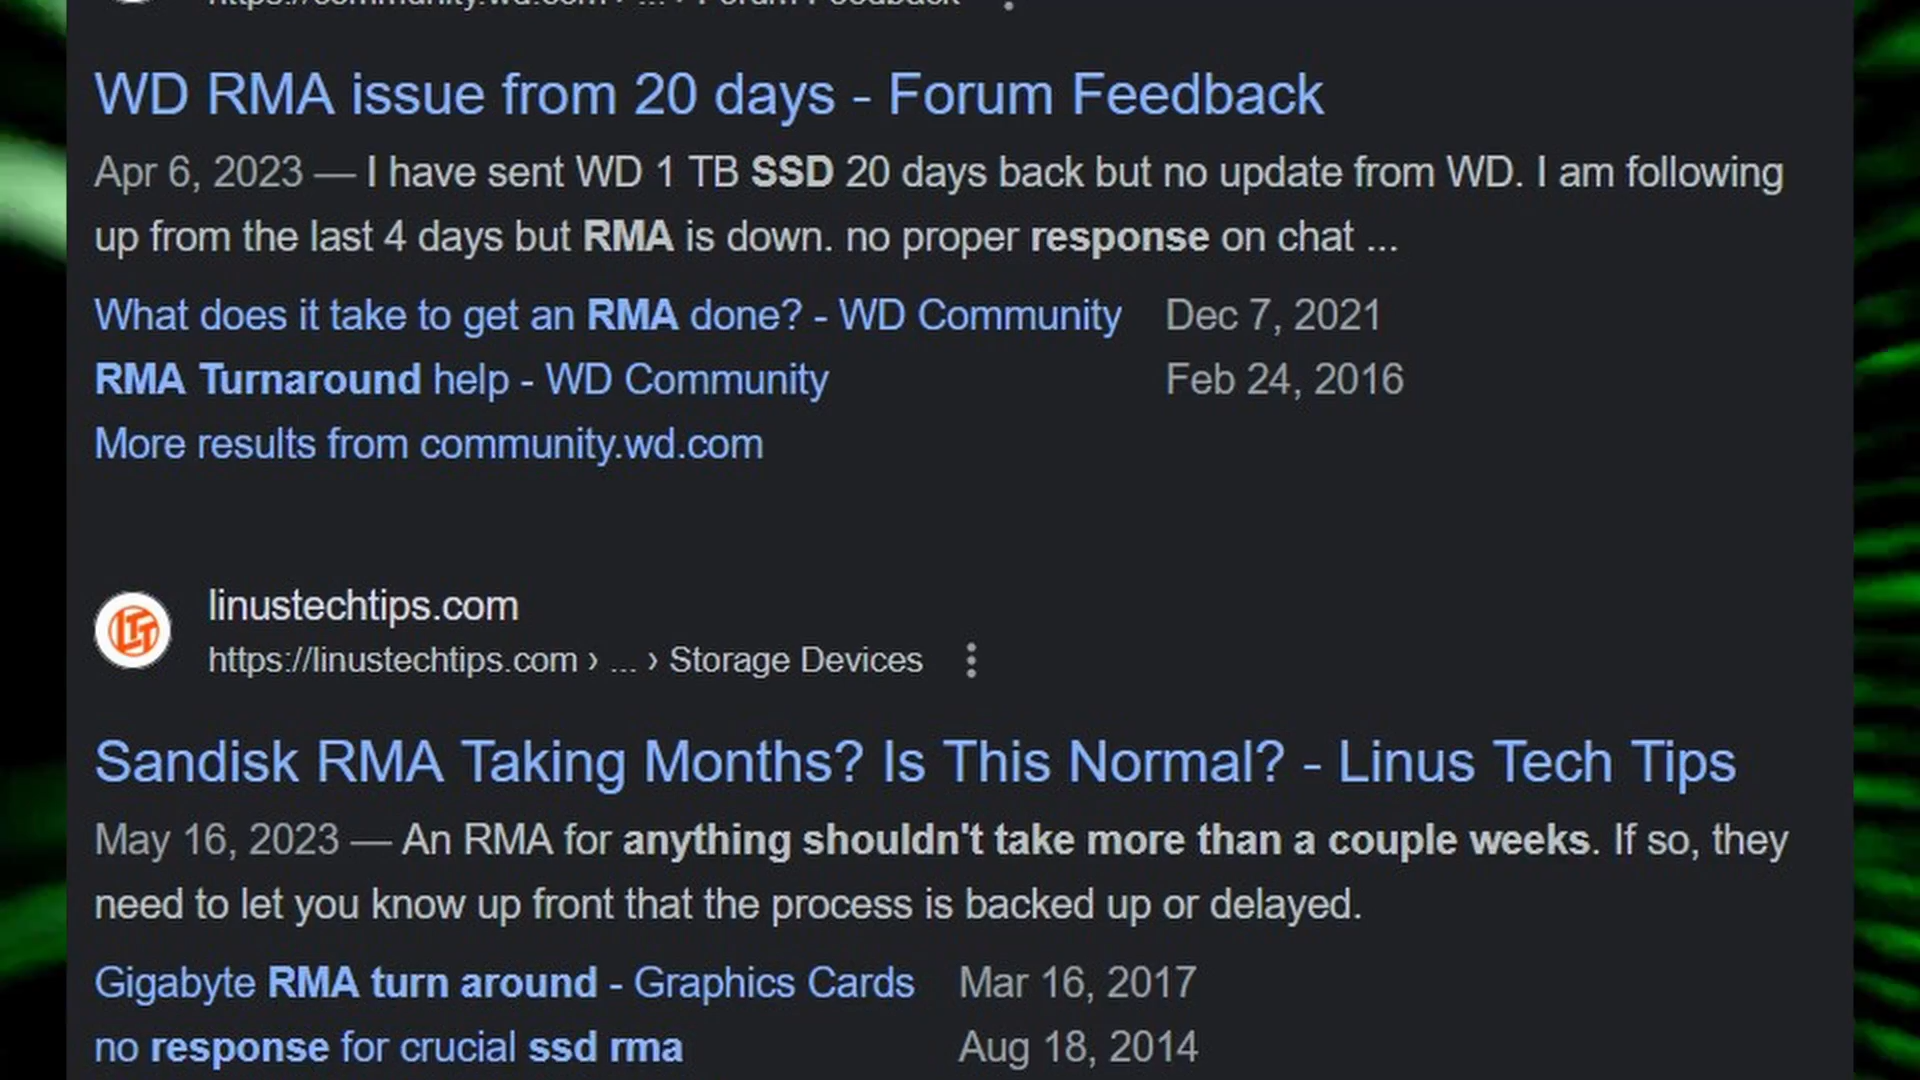 https://community.wd.com › ... › Forum Feedback
WD RMA issue from 20 days - Forum Feedback
Apr 6, 2023 — I have sent WD 1 TB SSD 20 days back but no update from WD. I am following
up from the last 4 days but RMA is down. no proper response on chat ...
What does it take to get an RMA done? - WD Community Dec 7, 2021
RMA Turnaround help - WD Community Feb 24, 2016
More results from community.wd.com
LTT
linustechtips.com
https://linustechtips.com › ... › Storage Devices
Sandisk RMA Taking Months? Is This Normal? - Linus Tech Tips
May 16, 2023 — An RMA for anything shouldn't take more than a couple weeks. If so, they
need to let you know up front that the process is backed up or delayed.
Gigabyte RMA turn around - Graphics Cards Mar 16, 2017
no response for crucial ssd rma Aug 18, 2014